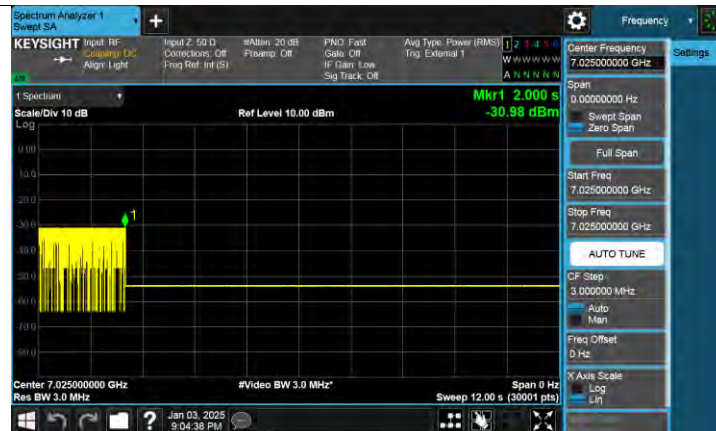 Spectrum Analyzer 1
Swept SA
+
Frequency
KEYSIGHT
Input: RF
Coupling: DC
Align: Light
Input Z: 50 Ω
Corrections: Off
Freq Ref: Int (S)
#Atten: 20 dB
Preamp: Off
PNO: Fast
Gate: Off
IF Gain: Low
Sig Track: Off
Avg Type: Power (RMS)
Trig: External 1
1 2 3 4 5 6
W W W W W W
A N N N N N
Center Frequency
7.025000000 GHz
Settings
Span
0.00000000 Hz
Swept Span
Zero Span
Full Span
Start Freq
7.025000000 GHz
Stop Freq
7.025000000 GHz
AUTO TUNE
CF Step
3.000000 MHz
Auto
Man
Freq Offset
0 Hz
X Axis Scale
Log
Lin
1 Spectrum
Scale/Div 10 dB
Ref Level 10.00 dBm
Mkr1 2.000 s
-30.98 dBm
Log
0.00
-10.0
-20.0
-30.0
-40.0
-50.0
-60.0
-70.0
-80.0
1
Center 7.025000000 GHz
Res BW 3.0 MHz
#Video BW 3.0 MHz*
Span 0 Hz
Sweep 12.00 s (30001 pts)
?
Jan 03, 2025
9:04:38 PM